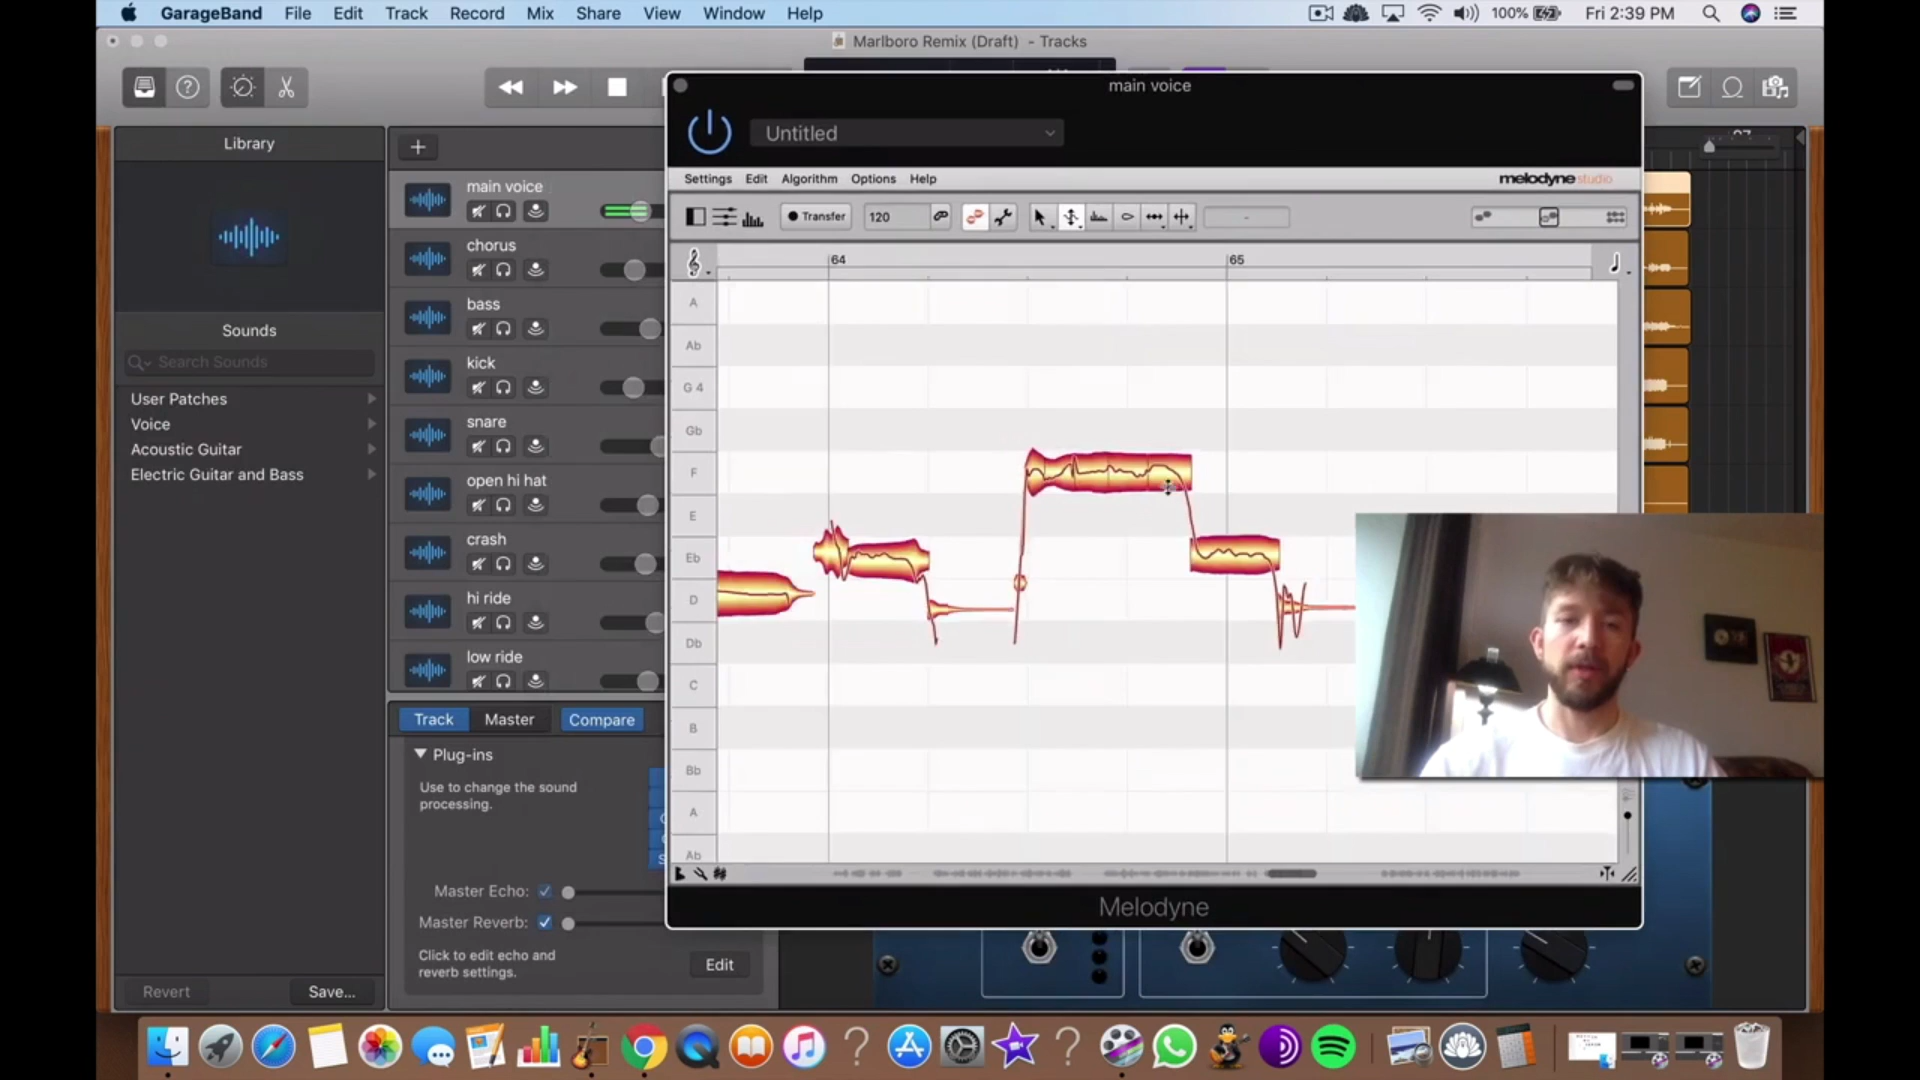 GarageBand File Edit Track Record Mix Share View Window Help 100% Fri 2:39 PM
Marlboro Remix (Draft) - Tracks
main voice
Untitled
Library
Settings Edit Algorithm Options Help melodyne studio
Transfer 120 -
64 65
Sounds
Search Sounds
User Patches
Voice
Acoustic Guitar
Electric Guitar and Bass
Revert Save...
main voice
chorus
bass
kick
snare
open hi hat
crash
hi ride
low ride
Track Master Compare
Plug-ins
Use to change the sound
processing.
Master Echo:
Master Reverb:
Click to edit echo and
reverb settings.
Edit
A
Ab
G 4
Gb
F
E
Eb
D
Db
C
B
Bb
A
Ab
Melodyne